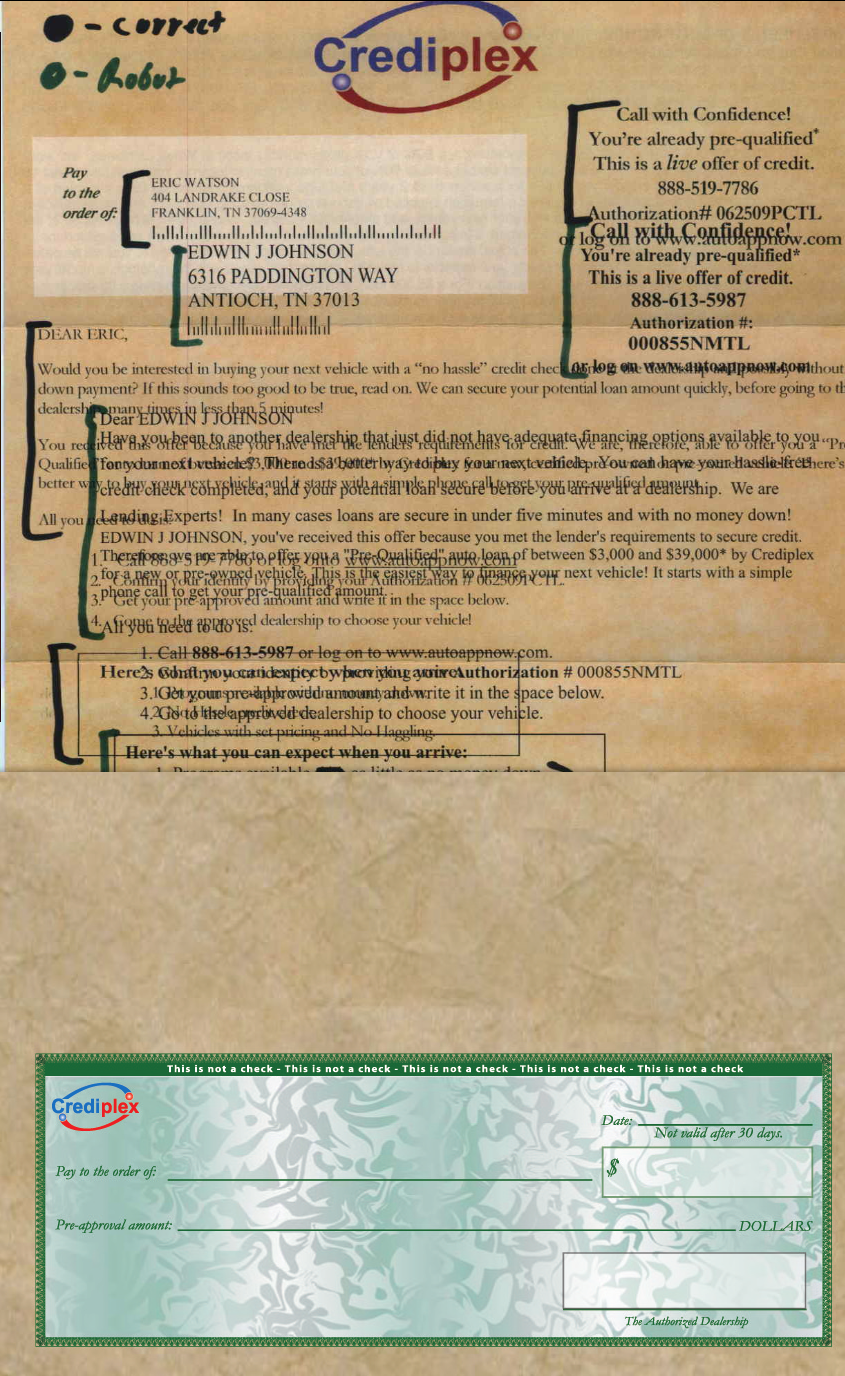 - Correct
- Robot
Crediplex
Call with Confidence!
You're already pre-qualified*
This is a live offer of credit.
888-519-7786
Authorization# 062509PCTL
or log on to www.autoappnow.com
Pay
to the
order of:
ERIC WATSON
404 LANDRAKE CLOSE
FRANKLIN, TN 37069-4348
EDWIN J JOHNSON
6316 PADDINGTON WAY
ANTIOCH, TN 37013
Call with Confidence!
You're already pre-qualified*
This is a live offer of credit.
888-613-5987
Authorization #:
000855NMTL
or log on www.autoappnow.com
DEAR ERIC,
Would you be interested in buying your next vehicle with a “no hassle” credit check without
down payment? If this sounds too good to be true, read on. We can secure your potential loan amount quickly, before going to th
dealership many times in less than 5 minutes!
You received this offer because you have met the lenders requirements for credit. We are, therefore, able to offer you a “Pre
Qualified
better way to buy your next vehicle, and it starts with a simple phone call to get your pre-qualified amount.
All you need to do is:
1. Call 888-519-7786 or log onto www.autoappnow.com
2. Confirm your identity by providing your Authorization # 062509PCTL.
3. Get your pre-approved amount and write it in the space below.
4. Come to the approved dealership to choose your vehicle!
Here's what you can expect when you arrive:
3. Vehicles with set pricing and No Haggling.
Dear EDWIN J JOHNSON
Have you been to another dealership that just did not have adequate financing options available to you
for your next vehicle? There is a better way to buy your next vehicle. You can have your hassle-free
credit check completed, and your potential loan secure before you arrive at a dealership. We are
Lending Experts! In many cases loans are secure in under five minutes and with no money down!
EDWIN J JOHNSON, you've received this offer because you met the lender's requirements to secure credit.
Therefore, we are able to offer you a "Pre-Qualified" auto loan of between $3,000 and $39,000* by Crediplex
for a new or pre-owned vehicle. This is the easiest way to finance your next vehicle! It starts with a simple
phone call to get your pre-qualified amount.
All you need to do is:
1. Call 888-613-5987 or log on to www.autoappnow.com.
2. Confirm your identity by providing your Authorization # 000855NMTL
3. Get your pre-approved amount and write it in the space below.
4. Go to the approved dealership to choose your vehicle.
Here's what you can expect when you arrive:
1. Programs available as little as no money down
This is not a check - This is not a check - This is not a check - This is not a check - This is not a check
Crediplex
Date:
Not valid after 30 days.
Pay to the order of:
$
Pre-approval amount:
DOLLARS
The Authorized Dealership